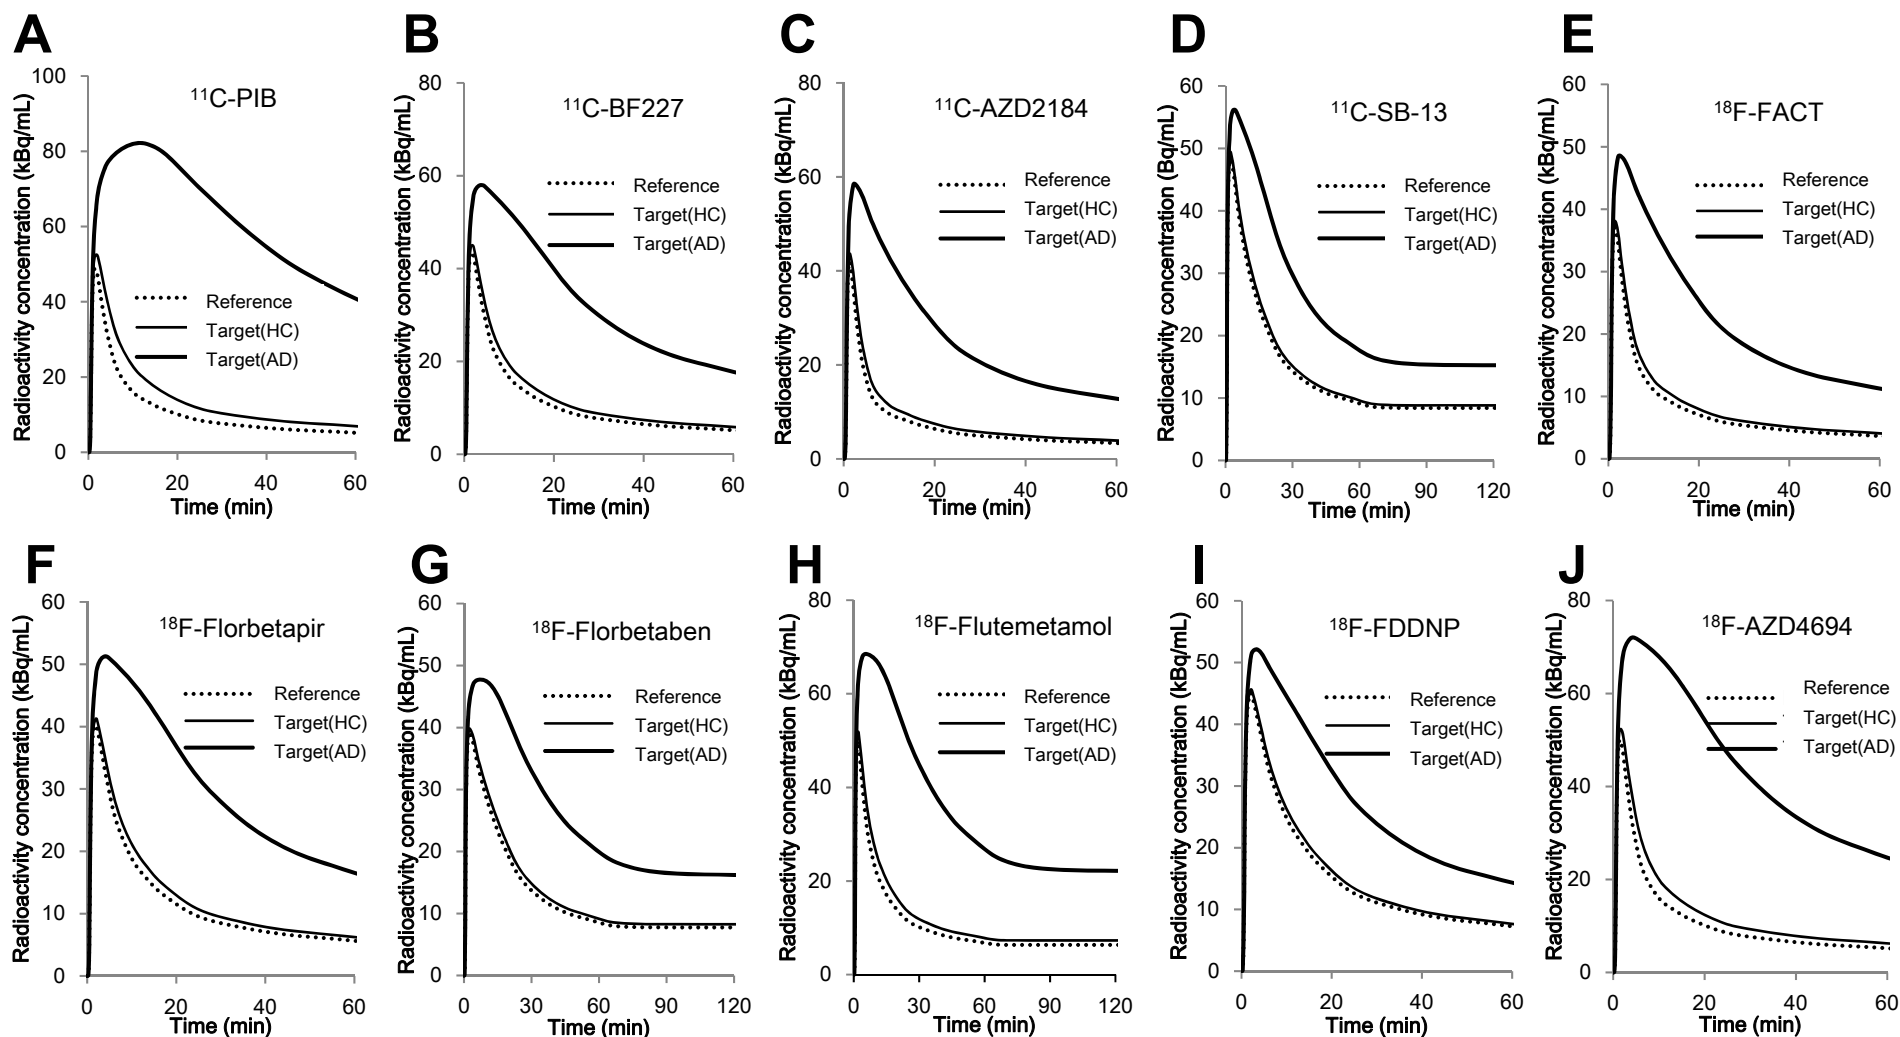 A
B
C
D
E
¹¹C-PIB
Radioactivity concentration (kBq/mL)
100
80
60
40
20
0
Reference
Target(HC)
Target(AD)
0 20 40 60
Time (min)
¹¹C-BF227
Radioactivity concentration (kBq/mL)
80
60
40
20
0
Reference
Target(HC)
Target(AD)
0 20 40 60
Time (min)
¹¹C-AZD2184
Radioactivity concentration (kBq/mL)
80
60
40
20
0
Reference
Target(HC)
Target(AD)
0 20 40 60
Time (min)
¹¹C-SB-13
Radioactivity concentration (Bq/mL)
60
50
40
30
20
10
0
Reference
Target(HC)
Target(AD)
0 30 60 90 120
Time (min)
¹⁸F-FACT
Radioactivity concentration (kBq/mL)
60
50
40
30
20
10
0
Reference
Target(HC)
Target(AD)
0 20 40 60
Time (min)
F
G
H
I
J
¹⁸F-Florbetapir
Radioactivity concentration (kBq/mL)
60
50
40
30
20
10
0
Reference
Target(HC)
Target(AD)
0 20 40 60
Time (min)
¹⁸F-Florbetaben
Radioactivity concentration (kBq/mL)
60
50
40
30
20
10
0
Reference
Target(HC)
Target(AD)
0 30 60 90 120
Time (min)
¹⁸F-Flutemetamol
Radioactivity concentration (kBq/mL)
80
60
40
20
0
Reference
Target(HC)
Target(AD)
0 30 60 90 120
Time (min)
¹⁸F-FDDNP
Radioactivity concentration (kBq/mL)
60
50
40
30
20
10
0
Reference
Target(HC)
Target(AD)
0 20 40 60
Time (min)
¹⁸F-AZD4694
Radioactivity concentration (kBq/mL)
80
60
40
20
0
Reference
Target(HC)
Target(AD)
0 20 40 60
Time (min)